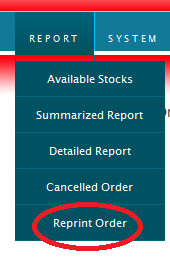 REPORT SYSTEM
Available Stocks
Summarized Report
Detailed Report
Cancelled Order
Reprint Order